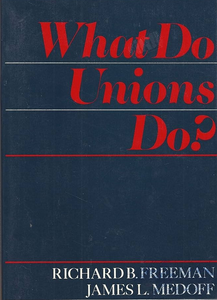 What Do
Unions
Do?
RICHARD B. FREEMAN
JAMES L. MEDOFF